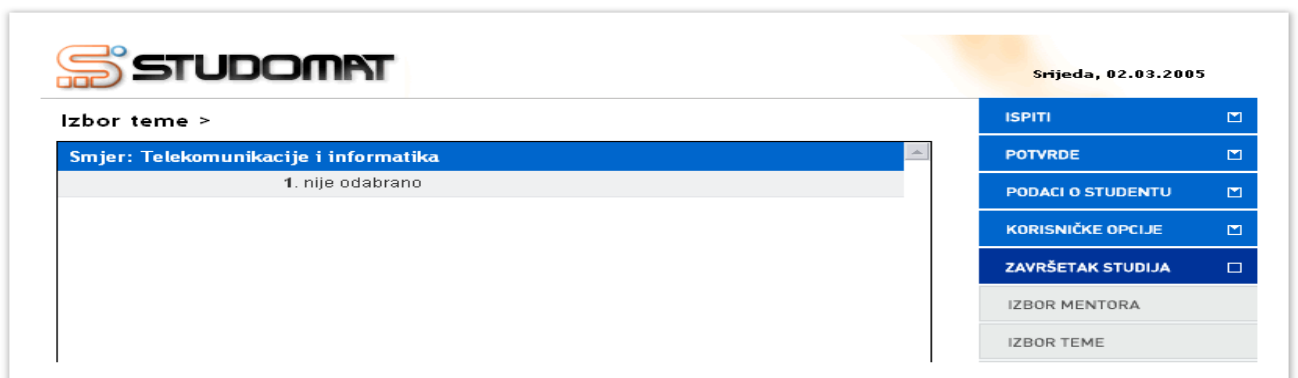 STUDOMAT
Srijeda, 02.03.2005
Izbor teme >
Smjer: Telekomunikacije i informatika
1. nije odabrano
ISPITI
POTVRDE
PODACI O STUDENTU
KORISNIČKE OPCIJE
ZAVRŠETAK STUDIJA
IZBOR MENTORA
IZBOR TEME